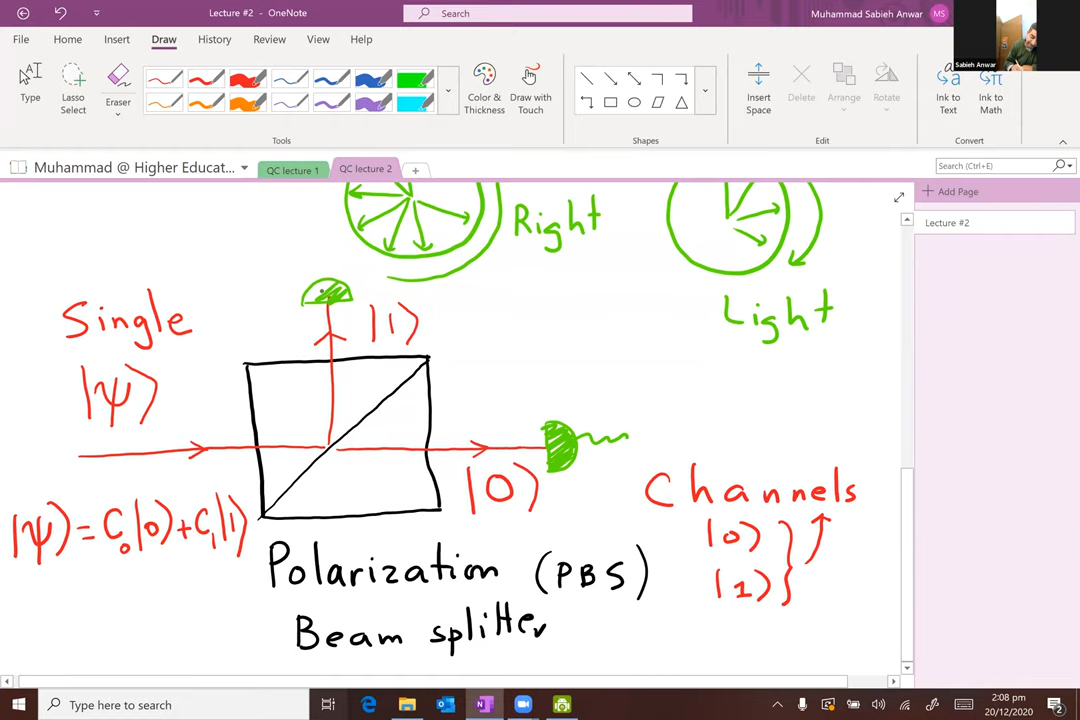 Lecture #2 - OneNote
Search
Muhammad Sabieh Anwar
MS
File Home Insert Draw History Review View Help
Sabieh Anwar
Type
Lasso Select
Eraser
Color & Thickness
Draw with Touch
Insert Space
Delete
Arrange
Rotate
Ink to Text
Ink to Math
Tools
Shapes
Edit
Convert
Muhammad @ Higher Educat...
QC lecture 1
QC lecture 2
Search (Ctrl+E)
Add Page
Lecture #2
Right
Light
Single
|ψ⟩
|1⟩
|0⟩
|ψ⟩ = C₀|0⟩+C₁|1⟩
Channels
|0⟩
|1⟩
Polarization (PBS)
Beam splitter
Type here to search
2:08 pm
20/12/2020
2